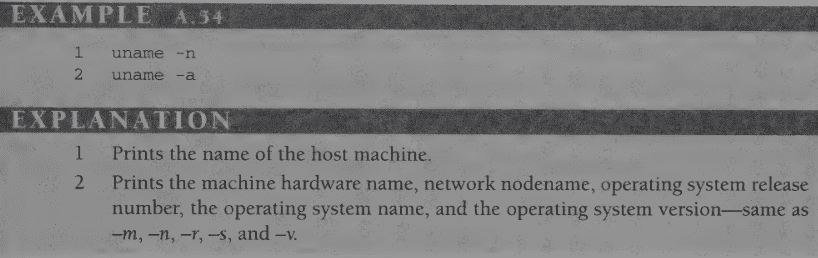 EXAMPLE A.34
1 uname -n
2 uname -a
EXPLANATION
1 Prints the name of the host machine.
2 Prints the machine hardware name, network nodename, operating system release
number, the operating system name, and the operating system version—same as
–m, –n, –r, –s, and –v.